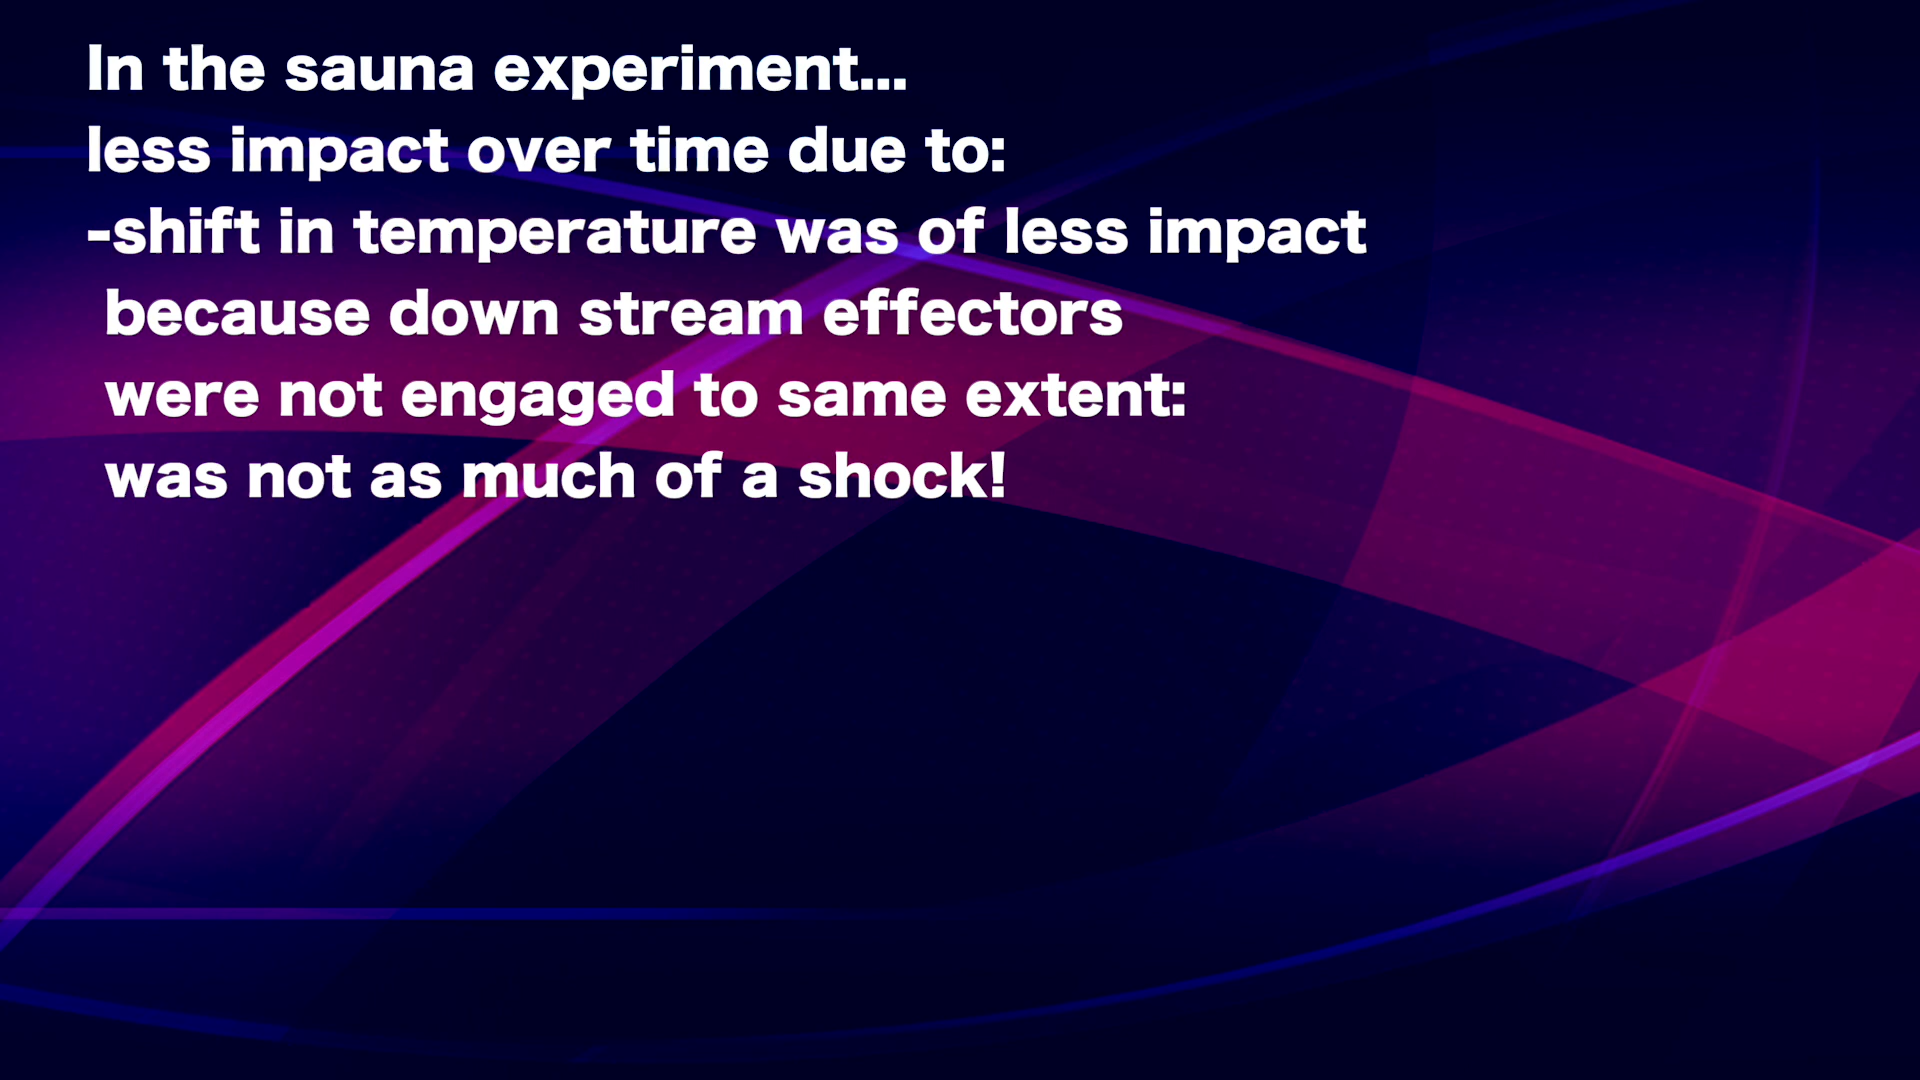 In the sauna experiment...
less impact over time due to:
-shift in temperature was of less impact
because down stream effectors
were not engaged to same extent:
was not as much of a shock!